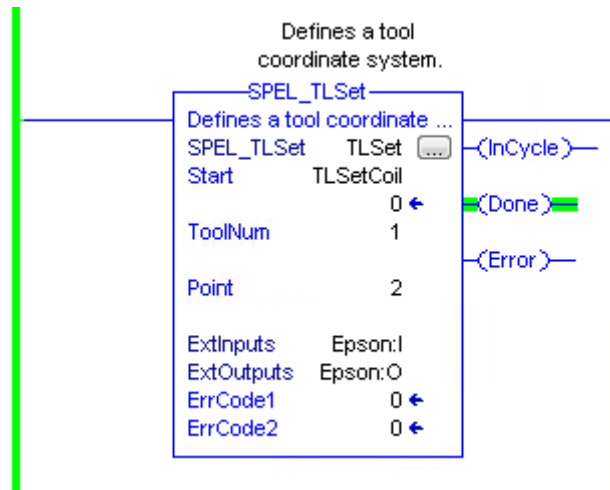 Defines a tool
coordinate system.
SPEL_TLSet
Defines a tool coordinate ...
SPEL_TLSet TLSet ...
(InCycle)
Start TLSetCoil
0
(Done)
ToolNum 1
(Error)
Point 2
ExtInputs Epson:I
ExtOutputs Epson:O
ErrCode1 0
ErrCode2 0